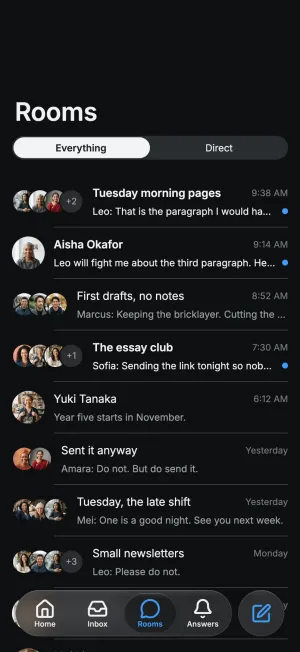 Rooms
Everything
Direct
+2
Tuesday morning pages
9:38 AM
Leo: That is the paragraph I would ha...
Aisha Okafor
9:14 AM
Leo will fight me about the third paragraph. He...
First drafts, no notes
8:52 AM
Marcus: Keeping the bricklayer. Cutting the ...
+1
The essay club
7:30 AM
Sofia: Sending the link tonight so nob...
Yuki Tanaka
6:12 AM
Year five starts in November.
Sent it anyway
Yesterday
Amara: Do not. But do send it.
Tuesday, the late shift
Yesterday
Mei: One is a good night. See you next week.
+3
Small newsletters
Monday
Leo: Please do not.
Home
Inbox
Rooms
Answers